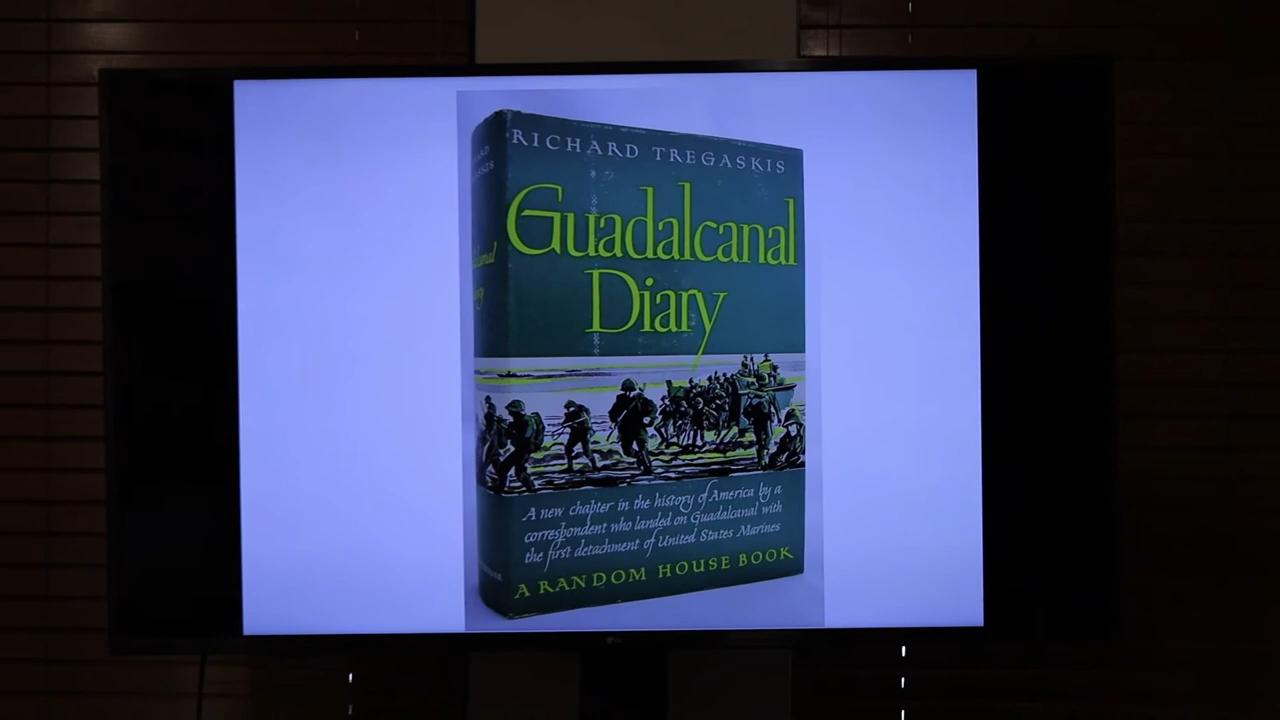 RICHARD TREGASKIS
Guadalcanal
Diary
A new chapter in the history of America by a
correspondent who landed on Guadalcanal with
the first detachment of United States Marines
A RANDOM HOUSE BOOK